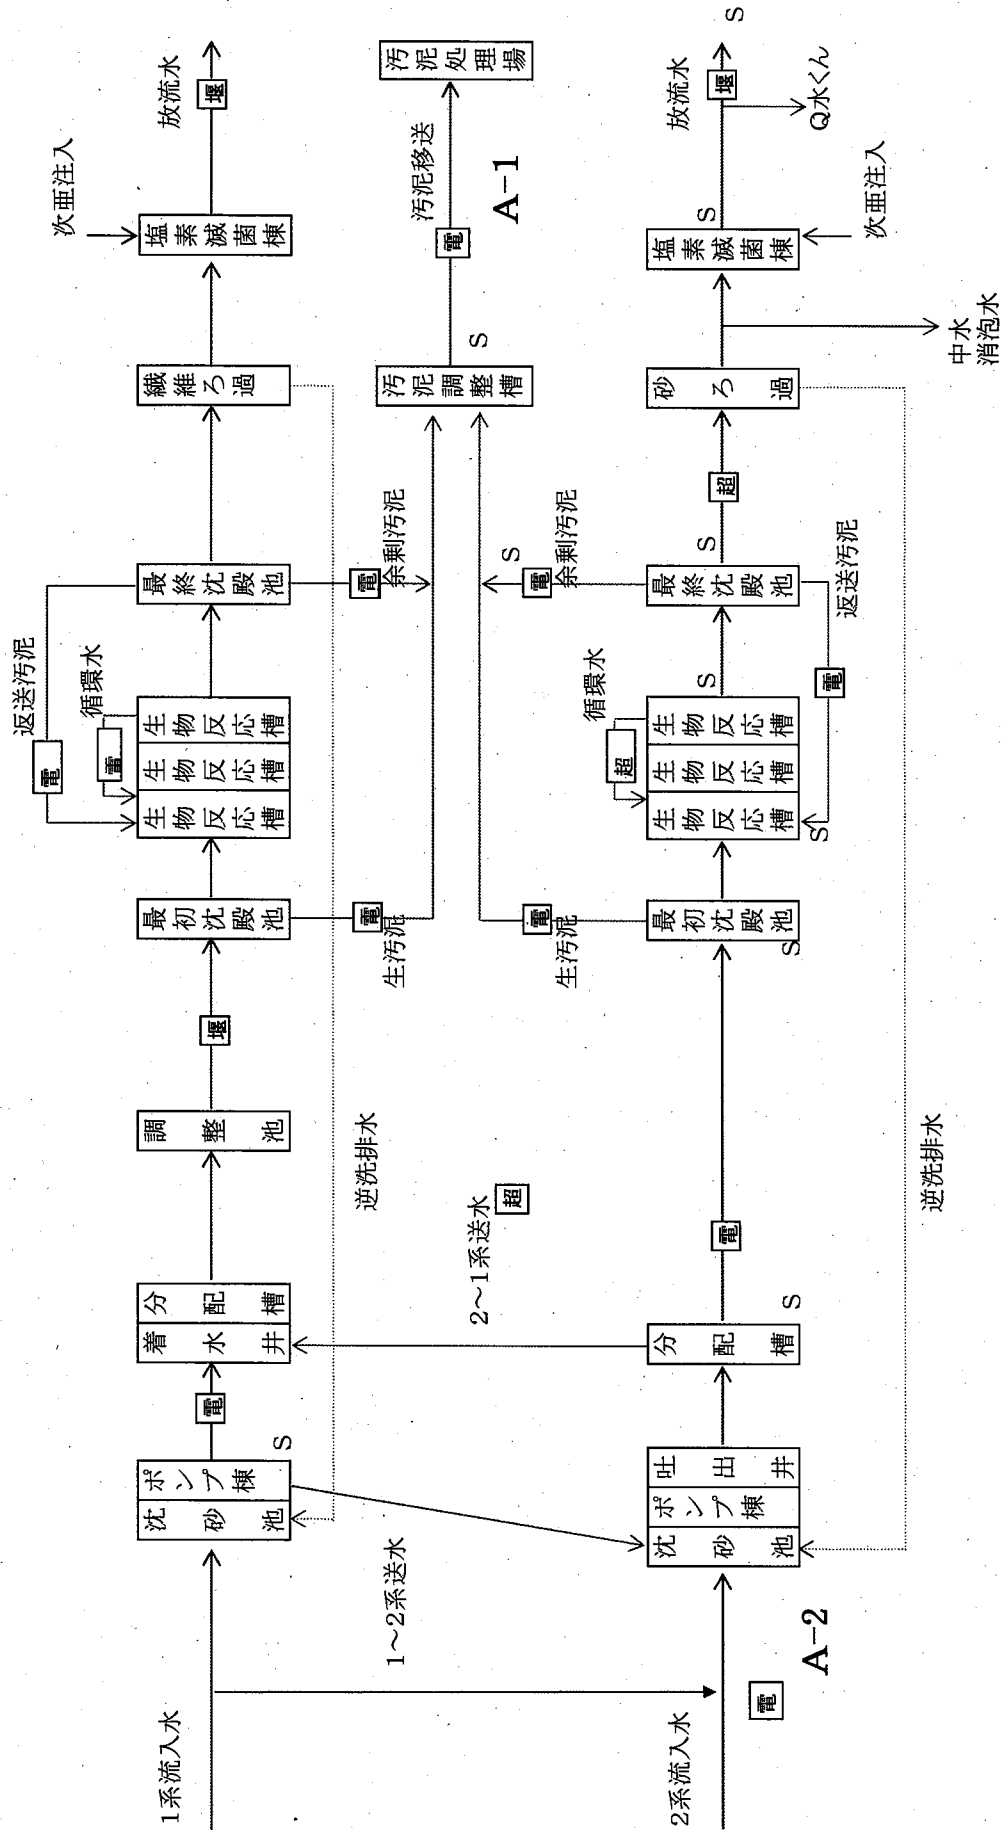 1系流入水
沈砂池
ポンプ棟
S
電
着水井
分配槽
調整池
堰
最初沈殿池
生物反応槽
生物反応槽
生物反応槽
電
循環水
電
返送汚泥
最終沈殿池
繊維ろ過
塩素滅菌棟
次亜注入
堰
放流水
1~2系送水
逆洗排水
2~1系送水
超
電
生汚泥
電
余剰汚泥
電
生汚泥
電
余剰汚泥
S
汚泥調整槽
S
電
汚泥移送
汚泥処理場
A-1
2系流入水
電
A-2
沈砂池
ポンプ棟
吐出井
分配槽
S
電
最初沈殿池
S
生物反応槽
生物反応槽
生物反応槽
S
S
超
循環水
電
返送汚泥
最終沈殿池
S
超
砂ろ過
中水
消泡水
塩素滅菌棟
S
次亜注入
堰
放流水
Q水くん
S
逆洗排水